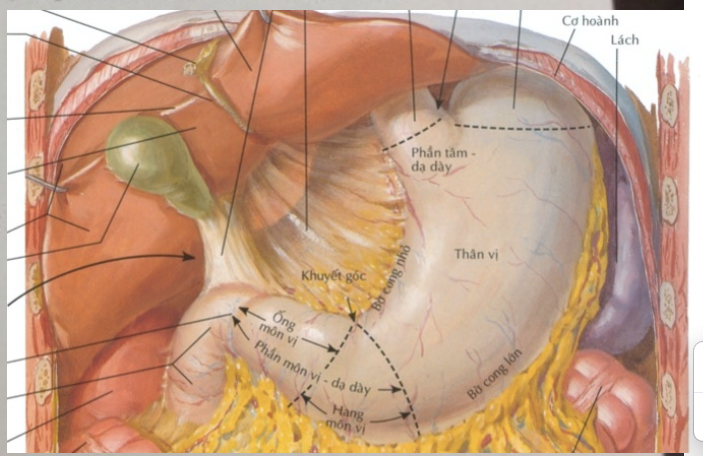 Cơ hoành
Lách
Phần tâm -
dạ dày
Thân vị
Khuyết góc
Bờ cong nhỏ
Ống
môn vị
Phần môn vị - dạ dày
Bờ cong lớn
Hang
môn vị